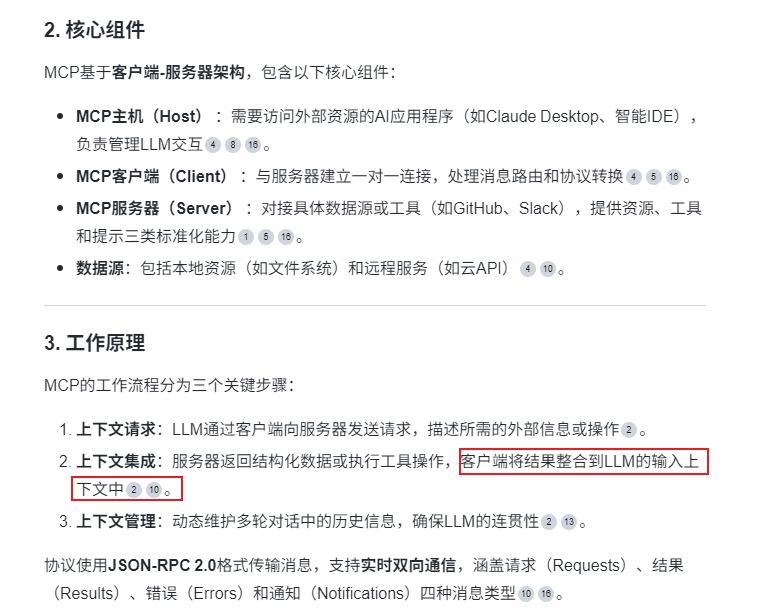 2. 核心组件
MCP基于客户端-服务器架构，包含以下核心组件：
• MCP主机（Host） ：需要访问外部资源的AI应用程序（如Claude Desktop、智能IDE），
负责管理LLM交互 4 8 16 。
• MCP客户端（Client） ：与服务器建立一对一连接，处理消息路由和协议转换 4 5 16 。
• MCP服务器（Server） ：对接具体数据源或工具（如GitHub、Slack），提供资源、工具
和提示三类标准化能力 1 5 16 。
• 数据源：包括本地资源（如文件系统）和远程服务（如云API） 4 10 。
3. 工作原理
MCP的工作流程分为三个关键步骤：
1. 上下文请求：LLM通过客户端向服务器发送请求，描述所需的外部信息或操作 2 。
2. 上下文集成：服务器返回结构化数据或执行工具操作，客户端将结果整合到LLM的输入上
下文中 2 10 。
3. 上下文管理：动态维护多轮对话中的历史信息，确保LLM的连贯性 2 13 。
协议使用JSON-RPC 2.0格式传输消息，支持实时双向通信，涵盖请求（Requests）、结果
（Results）、错误（Errors）和通知（Notifications）四种消息类型 10 16 。